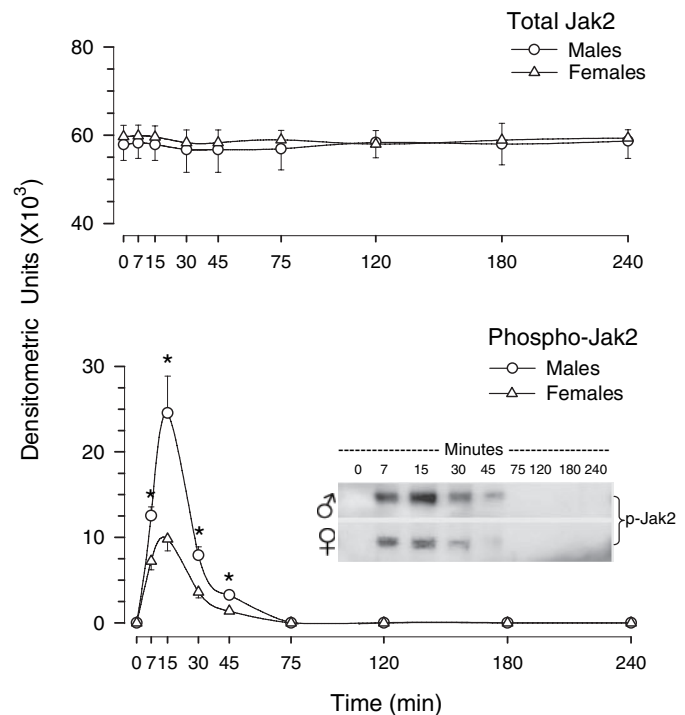 Total Jak2
Males
Females
80
60
40
0 7 15 30 45 75 120 180 240
Densitometric Units (X10³)
Phospho-Jak2
Males
Females
30
20
10
0
* * * *
Minutes
0 7 15 30 45 75 120 180 240
♂
♀
p-Jak2
0 7 15 30 45 75 120 180 240
Time (min)